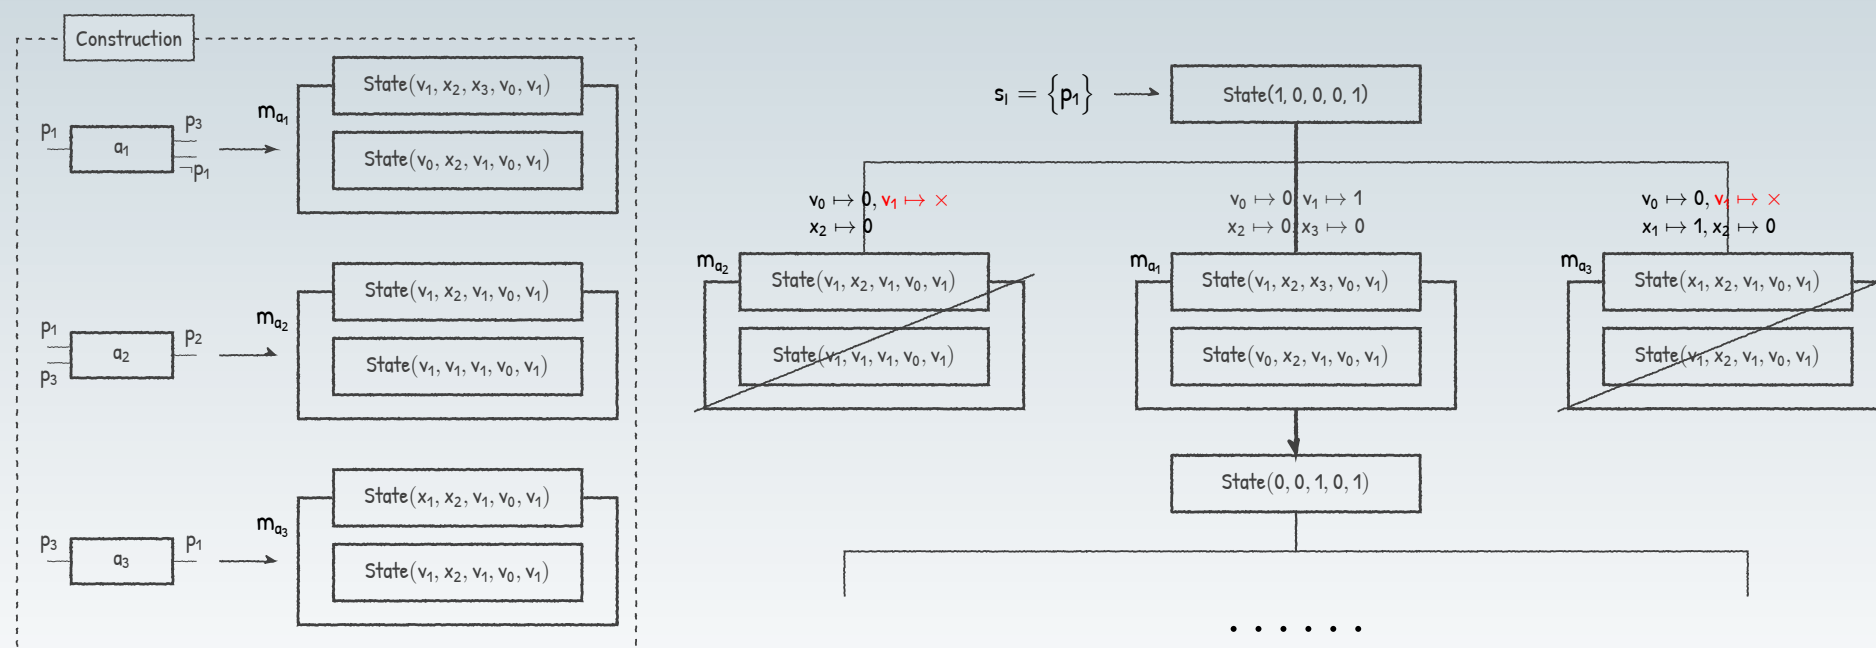 Construction
p₁
a₁
p₃
¬p₁
mₐ₁
State(v₁, x₂, x₃, v₀, v₁)
State(v₀, x₂, v₁, v₀, v₁)
p₁
p₃
a₂
p₂
mₐ₂
State(v₁, x₂, v₁, v₀, v₁)
State(v₁, v₁, v₁, v₀, v₁)
p₃
a₃
p₁
mₐ₃
State(x₁, x₂, v₁, v₀, v₁)
State(v₁, x₂, v₁, v₀, v₁)
s_I = {p₁}
State(1, 0, 0, 0, 1)
v₀ ↦ 0, v₁ ↦ ×
x₂ ↦ 0
v₀ ↦ 0, v₁ ↦ 1
x₂ ↦ 0, x₃ ↦ 0
v₀ ↦ 0, v₁ ↦ ×
x₁ ↦ 1, x₂ ↦ 0
mₐ₂
State(v₁, x₂, v₁, v₀, v₁)
State(v₁, v₁, v₁, v₀, v₁)
mₐ₁
State(v₁, x₂, x₃, v₀, v₁)
State(v₀, x₂, v₁, v₀, v₁)
mₐ₃
State(x₁, x₂, v₁, v₀, v₁)
State(v₁, x₂, v₁, v₀, v₁)
State(0, 0, 1, 0, 1)
......